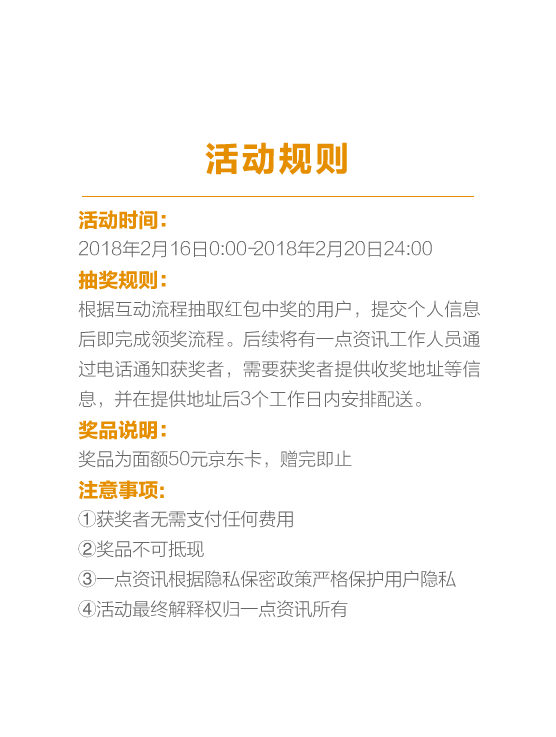 活动规则
活动时间：
2018年2月16日0:00-2018年2月20日24:00
抽奖规则：
根据互动流程抽取红包中奖的用户，提交个人信息
后即完成领奖流程。后续将有一点资讯工作人员通
过电话通知获奖者，需要获奖者提供收奖地址等信
息，并在提供地址后3个工作日内安排配送。
奖品说明：
奖品为面额50元京东卡，赠完即止
注意事项:
①获奖者无需支付任何费用
②奖品不可抵现
③一点资讯根据隐私保密政策严格保护用户隐私
④活动最终解释权归一点资讯所有